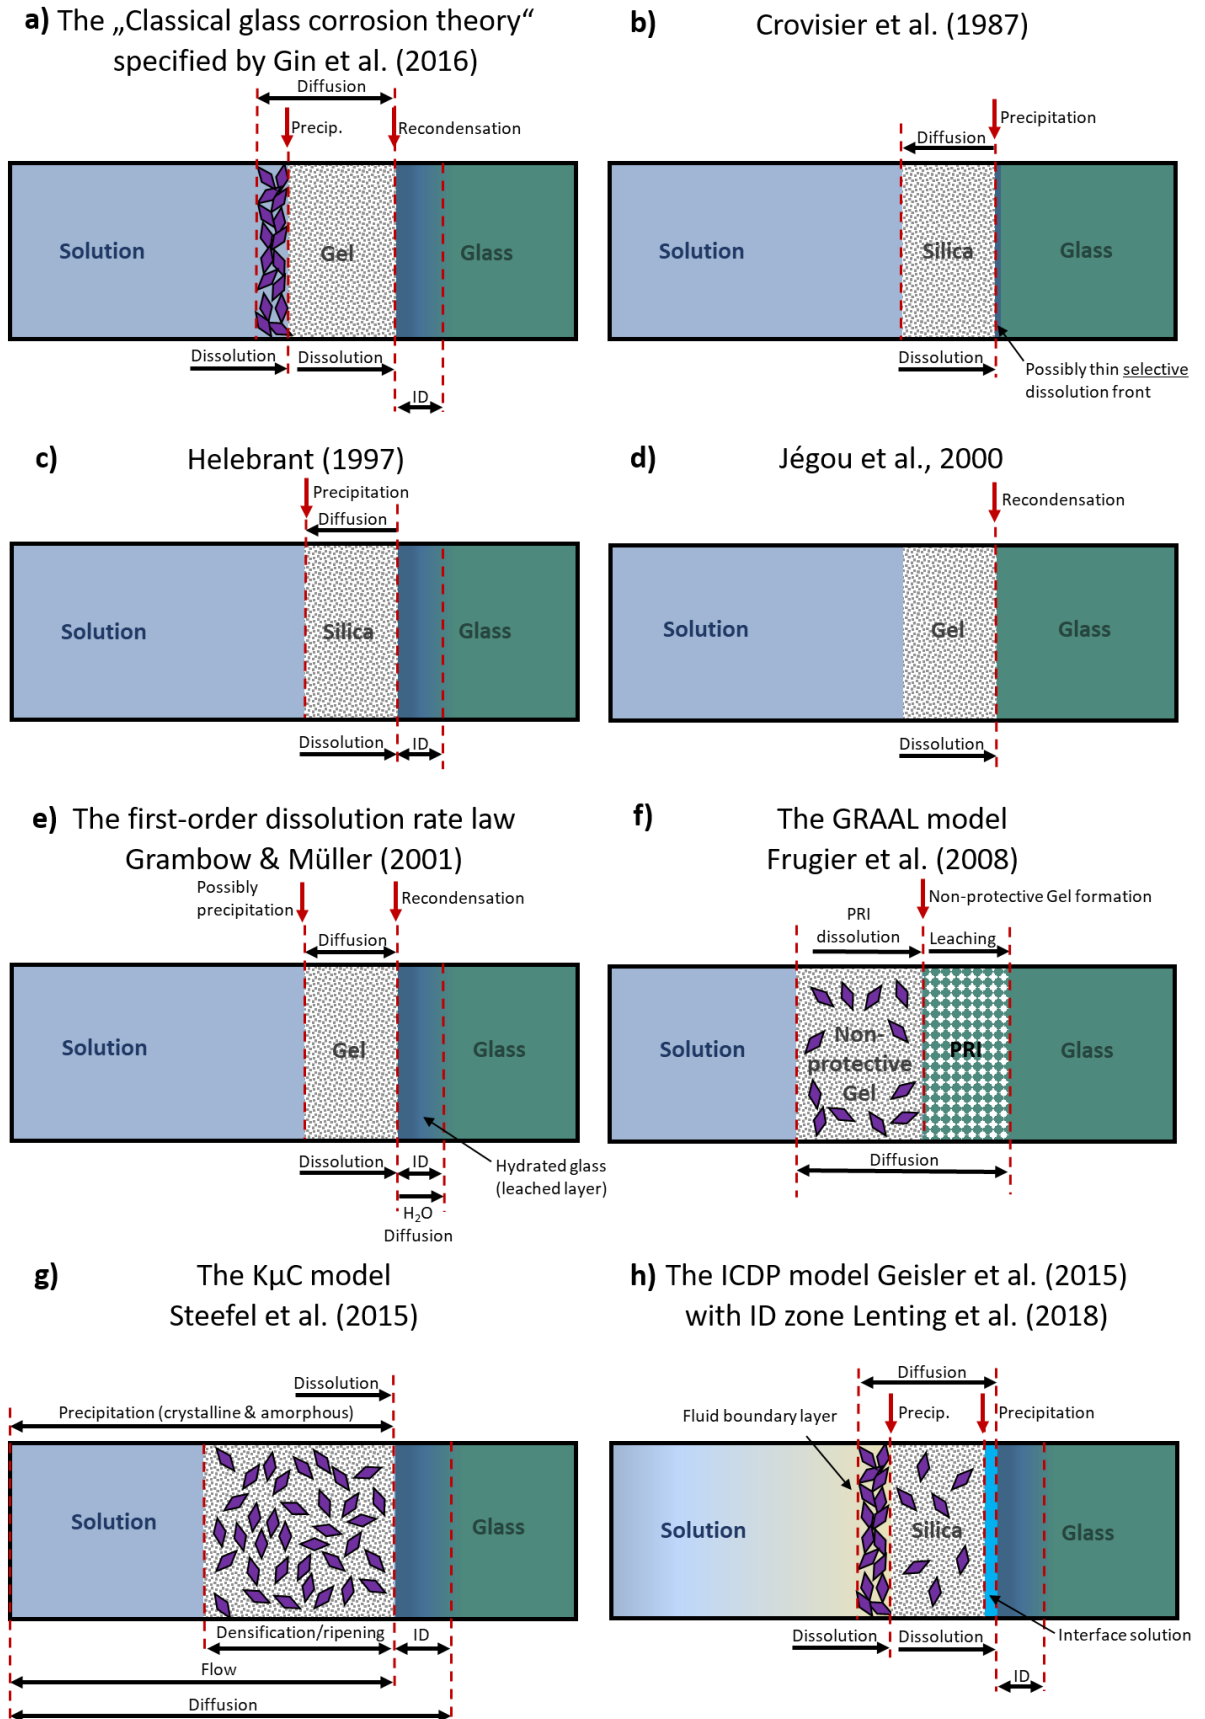 a) The „Classical glass corrosion theory“
specified by Gin et al. (2016)
Diffusion
Precip.
Recondensation
Solution
Gel
Glass
Dissolution
Dissolution
ID
b) Crovisier et al. (1987)
Precipitation
Diffusion
Solution
Silica
Glass
Dissolution
Possibly thin selective
dissolution front
c) Helebrant (1997)
Precipitation
Diffusion
Solution
Silica
Glass
Dissolution
ID
d) Jégou et al., 2000
Recondensation
Solution
Gel
Glass
Dissolution
e) The first-order dissolution rate law
Grambow & Müller (2001)
Possibly
precipitation
Recondensation
Diffusion
Solution
Gel
Glass
Dissolution
ID
H₂O
Diffusion
Hydrated glass
(leached layer)
f) The GRAAL model
Frugier et al. (2008)
Non-protective Gel formation
PRI
dissolution
Leaching
Solution
Non-
protective
Gel
PRI
Glass
Diffusion
g) The KµC model
Steefel et al. (2015)
Dissolution
Precipitation (crystalline & amorphous)
Solution
Glass
Densification/ripening
ID
Flow
Diffusion
h) The ICDP model Geisler et al. (2015)
with ID zone Lenting et al. (2018)
Diffusion
Fluid boundary layer
Precip.
Precipitation
Solution
Silica
Glass
Dissolution
Dissolution
Interface solution
ID